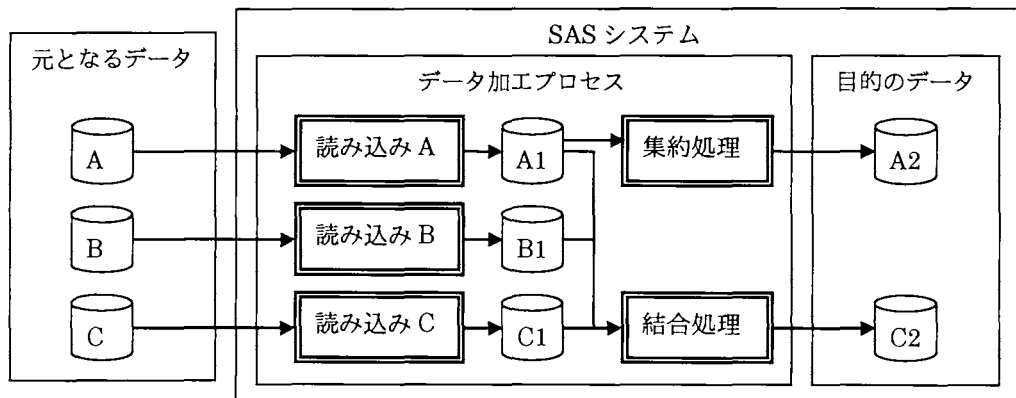 SAS システム
元となるデータ
データ加工プロセス
目的のデータ
A
読み込み A
A1
集約処理
A2
B
読み込み B
B1
C
読み込み C
C1
結合処理
C2